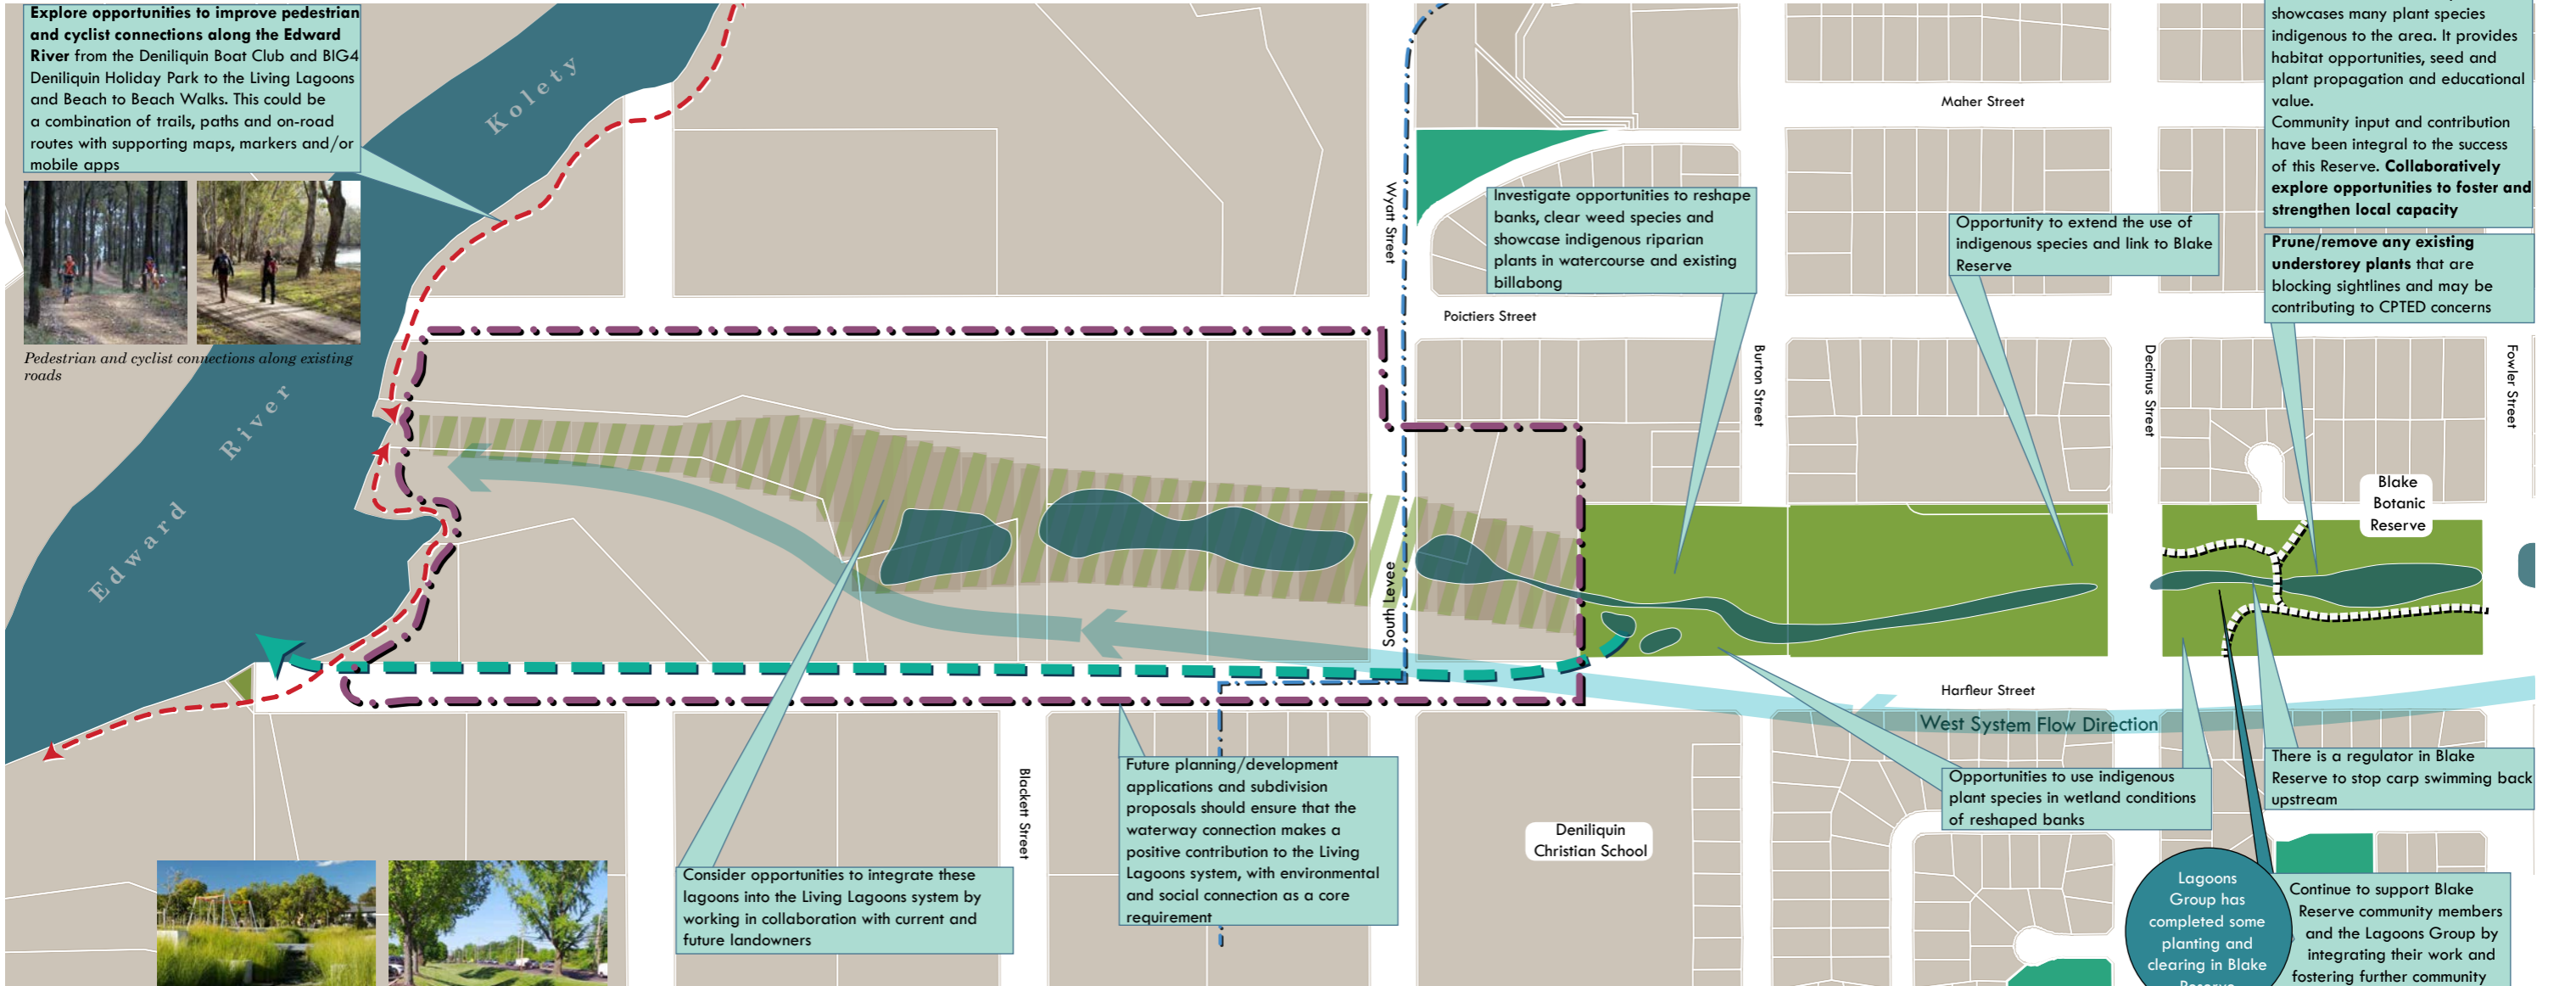 Explore opportunities to improve pedestrian
and cyclist connections along the Edward
River from the Deniliquin Boat Club and BIG4
Deniliquin Holiday Park to the Living Lagoons
and Beach to Beach Walks. This could be
a combination of trails, paths and on-road
routes with supporting maps, markers and/or
mobile apps
Pedestrian and cyclist connections along existing
roads
Kolety
Edward River
Wyatt Street
South Levee
Investigate opportunities to reshape
banks, clear weed species and
showcase indigenous riparian
plants in watercourse and existing
billabong
Poictiers Street
Maher Street
Burton Street
Opportunity to extend the use of
indigenous species and link to Blake
Reserve
Decimus Street
Fowler Street
showcases many plant species
indigenous to the area. It provides
habitat opportunities, seed and
plant propagation and educational
value.
Community input and contribution
have been integral to the success
of this Reserve. Collaboratively
explore opportunities to foster and
strengthen local capacity
Prune/remove any existing
understorey plants that are
blocking sightlines and may be
contributing to CPTED concerns
Blake
Botanic
Reserve
Harfleur Street
West System Flow Direction
There is a regulator in Blake
Reserve to stop carp swimming back
upstream
Opportunities to use indigenous
plant species in wetland conditions
of reshaped banks
Deniliquin
Christian School
Blackett Street
Future planning/development
applications and subdivision
proposals should ensure that the
waterway connection makes a
positive contribution to the Living
Lagoons system, with environmental
and social connection as a core
requirement
Consider opportunities to integrate these
lagoons into the Living Lagoons system by
working in collaboration with current and
future landowners
Lagoons
Group has
completed some
planting and
clearing in Blake
Reserve
Continue to support Blake
Reserve community members
and the Lagoons Group by
integrating their work and
fostering further community